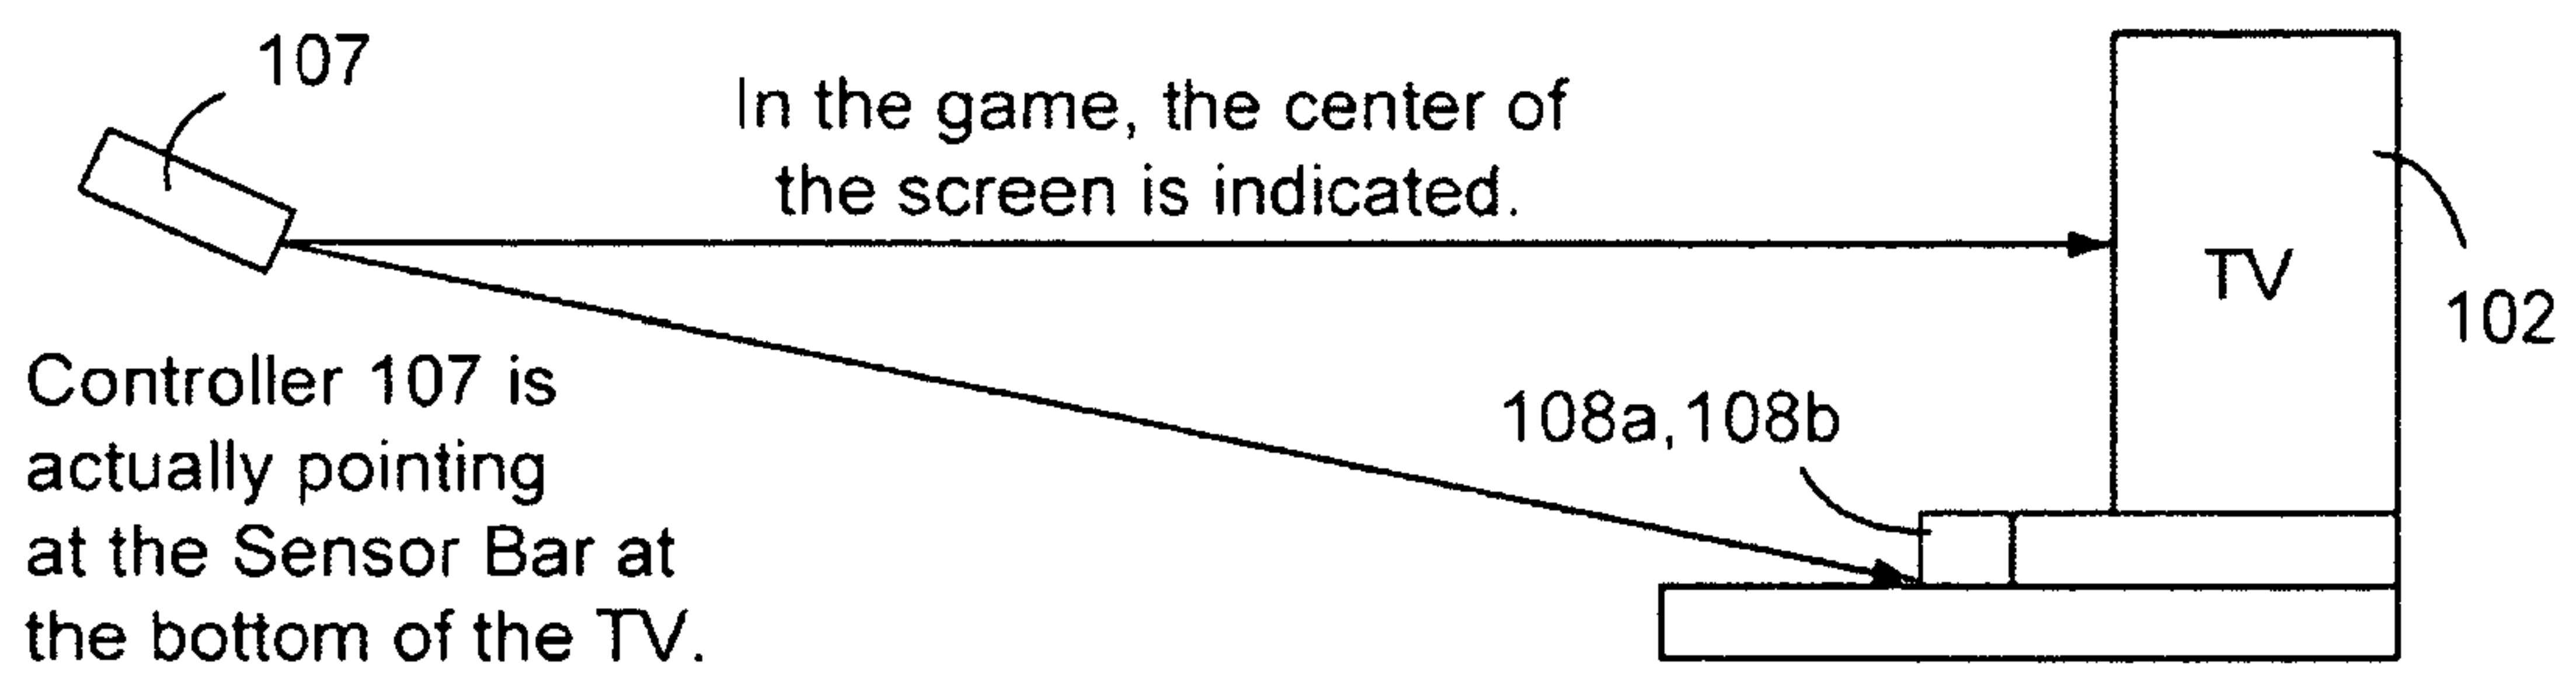 107
In the game, the center of
the screen is indicated.
TV
102
108a,108b
Controller 107 is
actually pointing
at the Sensor Bar at
the bottom of the TV.